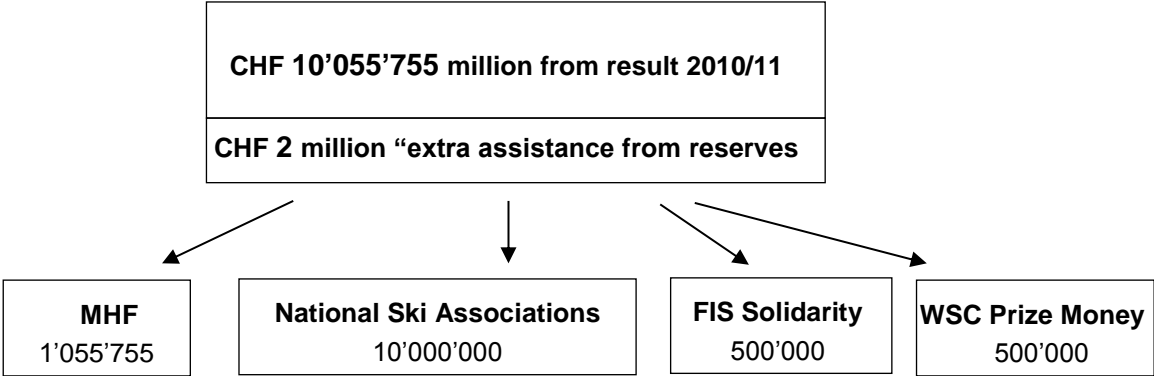 CHF 10’055’755 million from result 2010/11
CHF 2 million “extra assistance from reserves
MHF
1’055’755
National Ski Associations
10’000’000
FIS Solidarity
500’000
WSC Prize Money
500’000